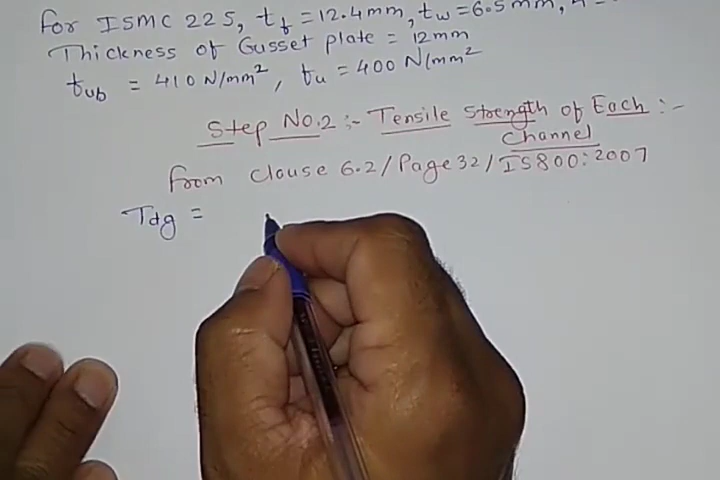 For ISMC 225, tf = 12.4mm, tw = 6.5mm,
Thickness of Gusset plate = 12mm
fub = 410 N/mm², fu = 400 N/mm²
Step No.2 :- Tensile Strength of Each :-
Channel
from clause 6.2/Page 32/IS800:2007
Tdg =